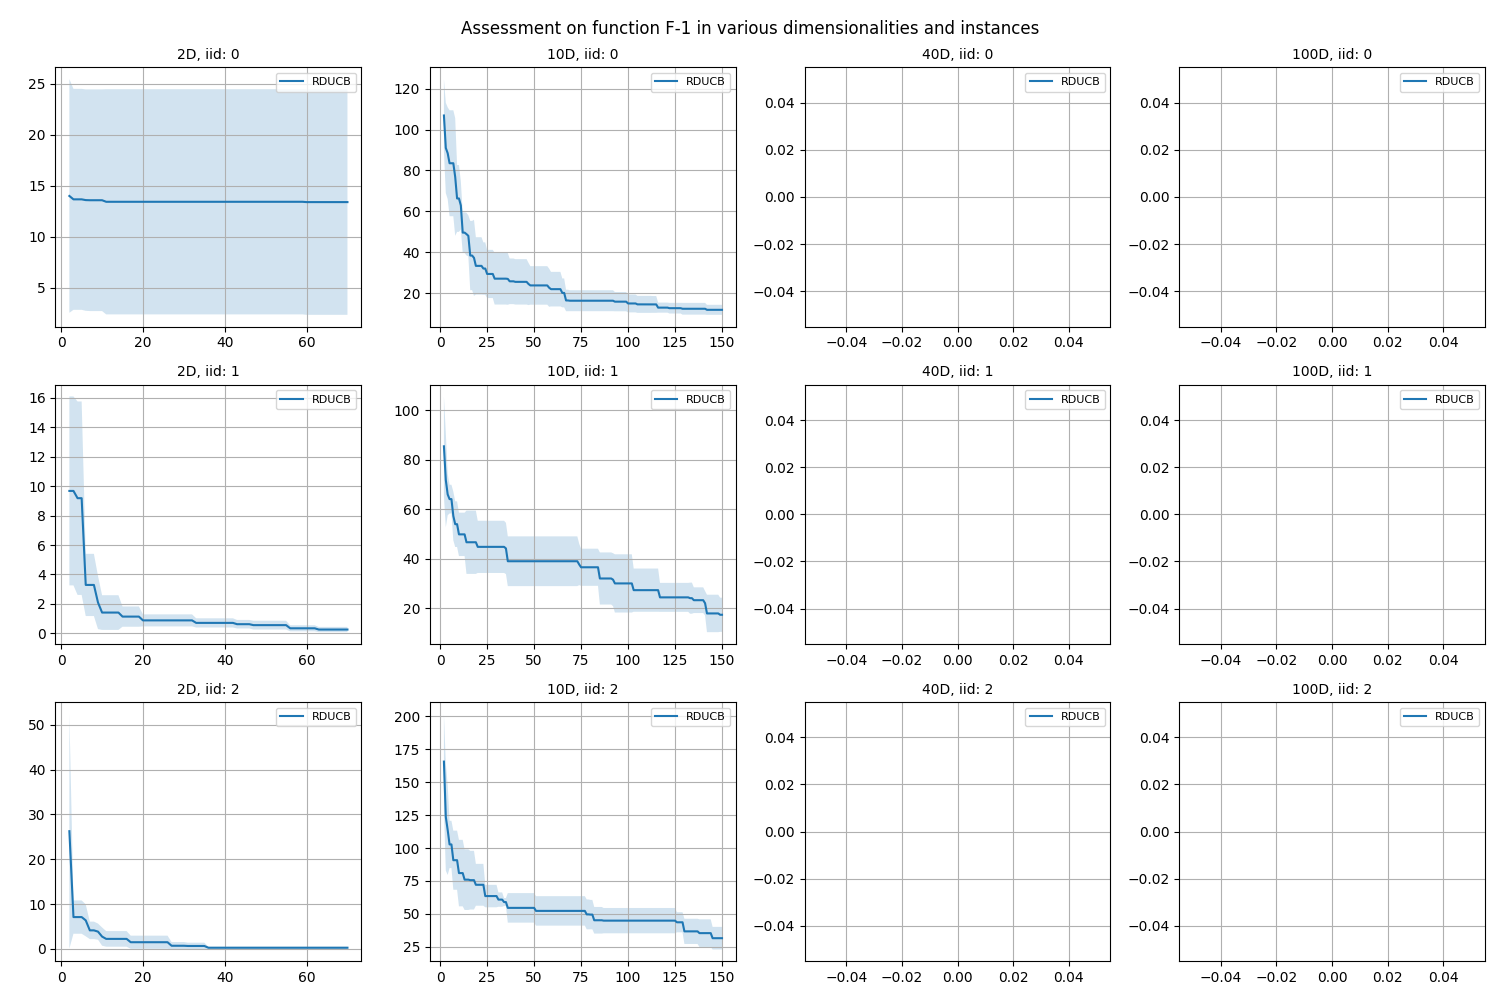 Assessment on function F-1 in various dimensionalities and instances
2D, iid: 0
RDUCB
25
20
15
10
5
0 20 40 60
10D, iid: 0
RDUCB
120
100
80
60
40
20
0 25 50 75 100 125 150
40D, iid: 0
RDUCB
0.04
0.02
0.00
−0.02
−0.04
−0.04 −0.02 0.00 0.02 0.04
100D, iid: 0
RDUCB
0.04
0.02
0.00
−0.02
−0.04
−0.04 −0.02 0.00 0.02 0.04
2D, iid: 1
RDUCB
16
14
12
10
8
6
4
2
0
0 20 40 60
10D, iid: 1
RDUCB
100
80
60
40
20
0 25 50 75 100 125 150
40D, iid: 1
RDUCB
0.04
0.02
0.00
−0.02
−0.04
−0.04 −0.02 0.00 0.02 0.04
100D, iid: 1
RDUCB
0.04
0.02
0.00
−0.02
−0.04
−0.04 −0.02 0.00 0.02 0.04
2D, iid: 2
RDUCB
50
40
30
20
10
0
0 20 40 60
10D, iid: 2
RDUCB
200
175
150
125
100
75
50
25
0 25 50 75 100 125 150
40D, iid: 2
RDUCB
0.04
0.02
0.00
−0.02
−0.04
−0.04 −0.02 0.00 0.02 0.04
100D, iid: 2
RDUCB
0.04
0.02
0.00
−0.02
−0.04
−0.04 −0.02 0.00 0.02 0.04